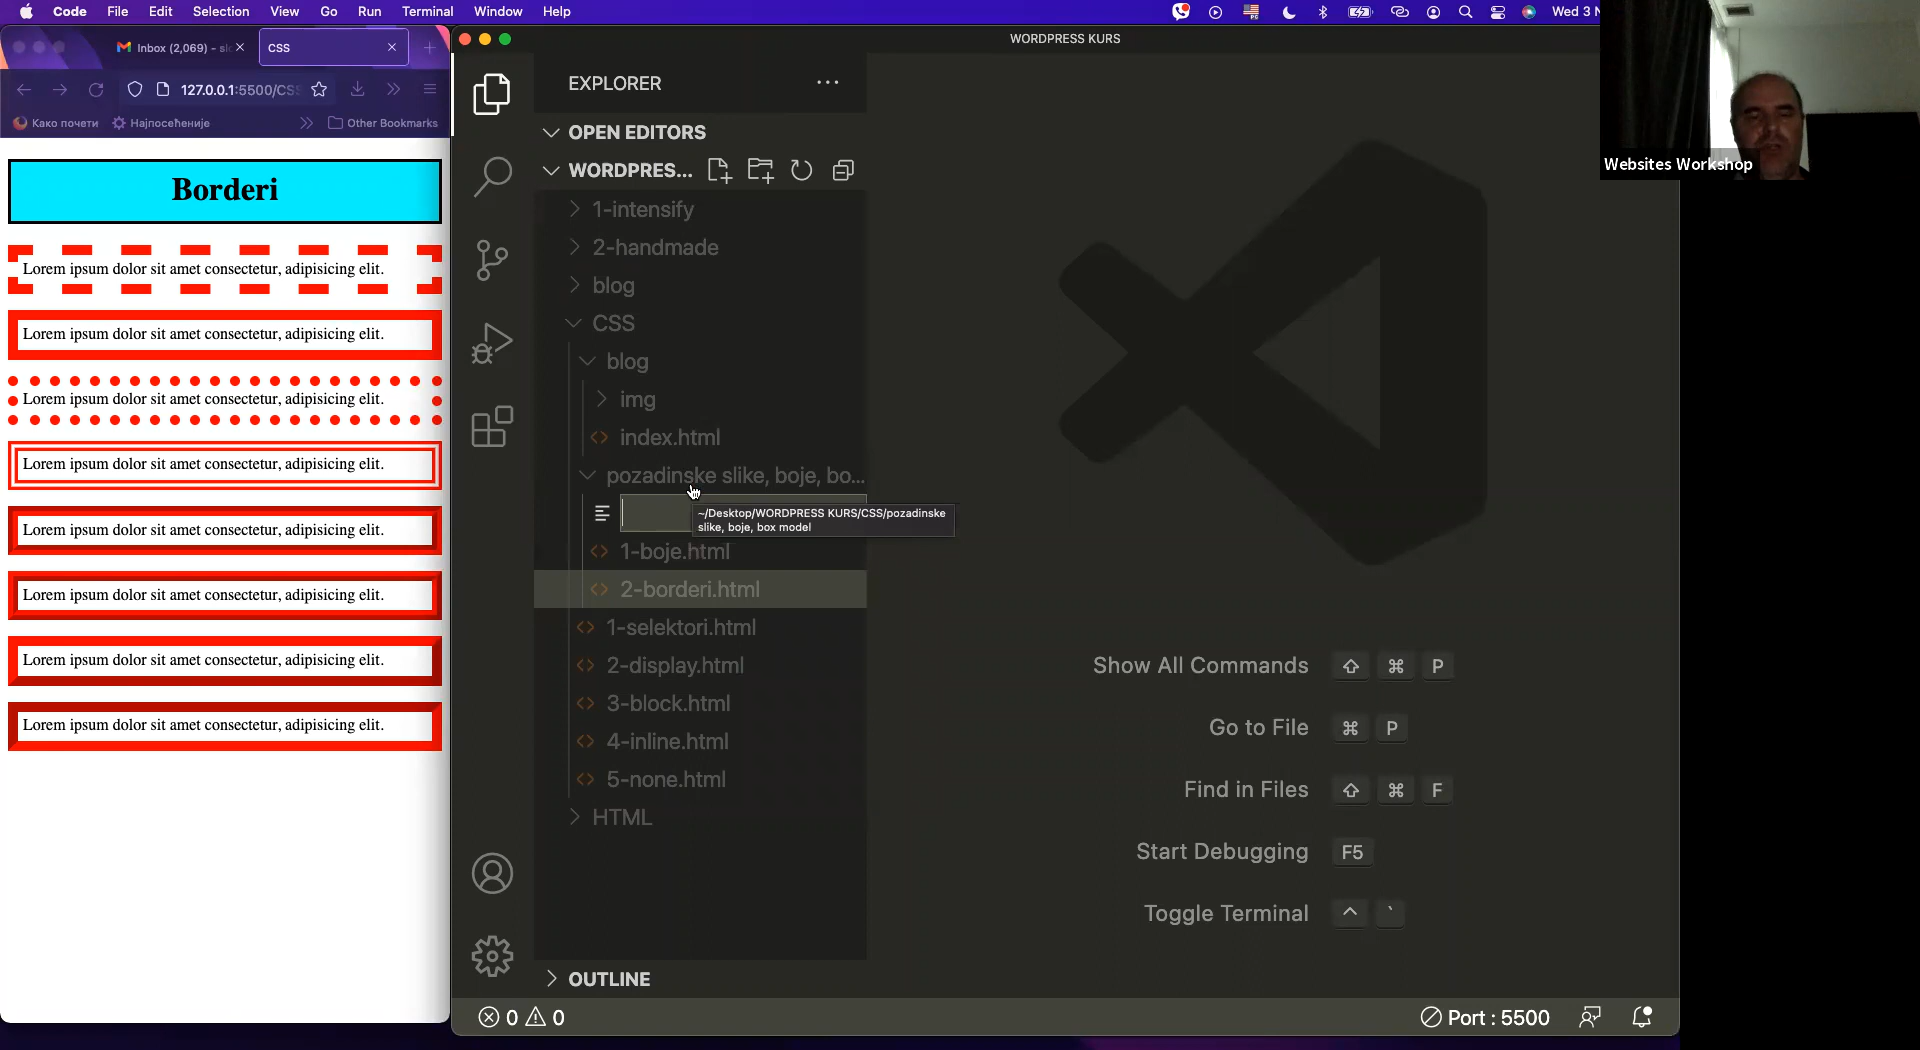 Code File Edit Selection View Go Run Terminal Window Help
Wed 3
Inbox (2,069) -
CSS
127.0.0.1:5500/CSS
Како почети
Најпосећеније
Other Bookmarks
Borderi
Lorem ipsum dolor sit amet consectetur, adipisicing elit.
Lorem ipsum dolor sit amet consectetur, adipisicing elit.
Lorem ipsum dolor sit amet consectetur, adipisicing elit.
Lorem ipsum dolor sit amet consectetur, adipisicing elit.
Lorem ipsum dolor sit amet consectetur, adipisicing elit.
Lorem ipsum dolor sit amet consectetur, adipisicing elit.
Lorem ipsum dolor sit amet consectetur, adipisicing elit.
Lorem ipsum dolor sit amet consectetur, adipisicing elit.
WORDPRESS KURS
EXPLORER
OPEN EDITORS
WORDPRES...
1-intensify
2-handmade
blog
CSS
blog
img
index.html
pozadinske slike, boje, bo...
~/Desktop/WORDPRESS KURS/CSS/pozadinske
slike, boje, box model
1-boje.html
2-borderi.html
1-selektori.html
2-display.html
3-block.html
4-inline.html
5-none.html
HTML
OUTLINE
Show All Commands ⇧ ⌘ P
Go to File ⌘ P
Find in Files ⇧ ⌘ F
Start Debugging F5
Toggle Terminal ^ `
0 0
Port : 5500
Websites Workshop